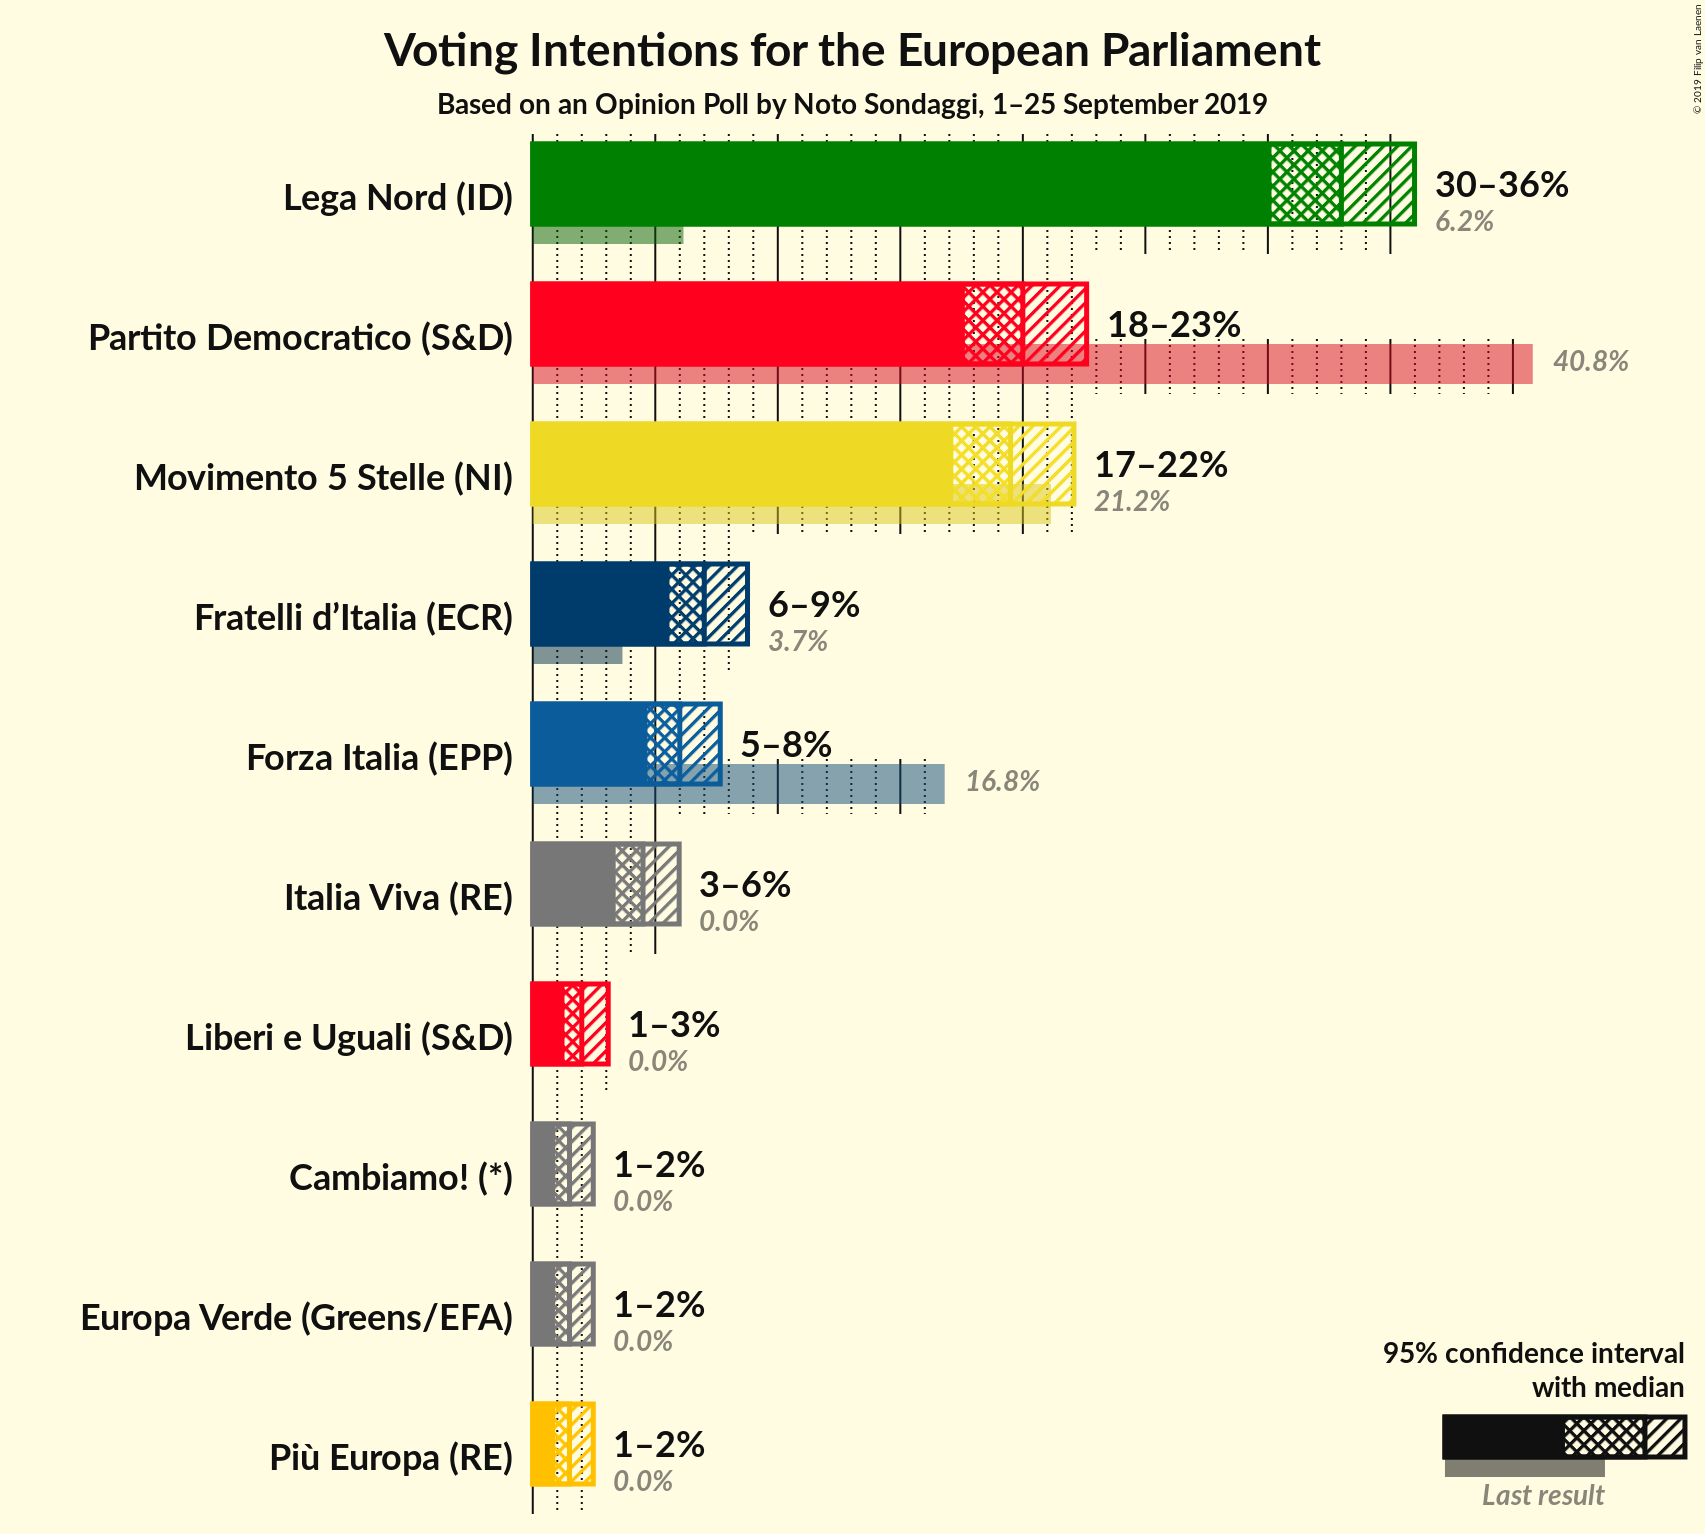 Voting Intentions for the European Parliament
Based on an Opinion Poll by Noto Sondaggi, 1–25 September 2019
© 2019 Filip van Laenen
Lega Nord (ID)
30–36%
6.2%
Partito Democratico (S&D)
18–23%
40.8%
Movimento 5 Stelle (NI)
17–22%
21.2%
Fratelli d’Italia (ECR)
6–9%
3.7%
Forza Italia (EPP)
5–8%
16.8%
Italia Viva (RE)
3–6%
0.0%
Liberi e Uguali (S&D)
1–3%
0.0%
Cambiamo! (*)
1–2%
0.0%
Europa Verde (Greens/EFA)
1–2%
0.0%
Più Europa (RE)
1–2%
0.0%
95% confidence interval
with median
Last result